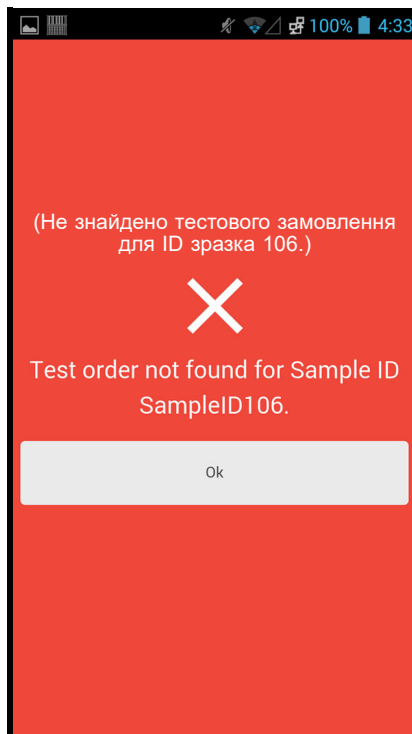 100% 4:33
(Не знайдено тестового замовлення
для ID зразка 106.)
Test order not found for Sample ID
SampleID106.
Ok